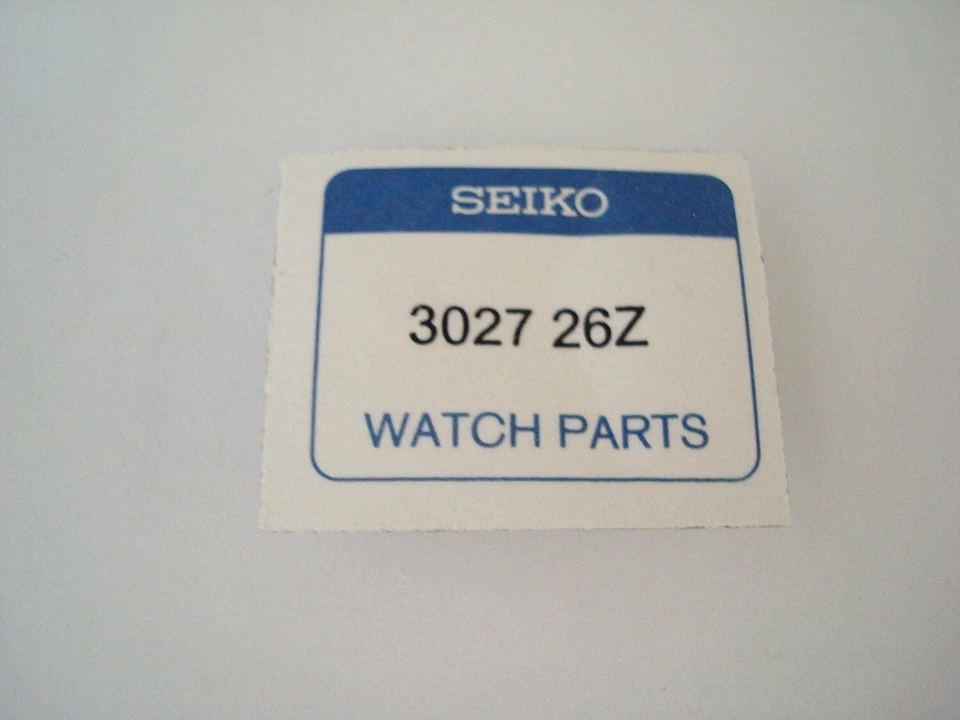 SEIKO
3027 26Z
WATCH PARTS